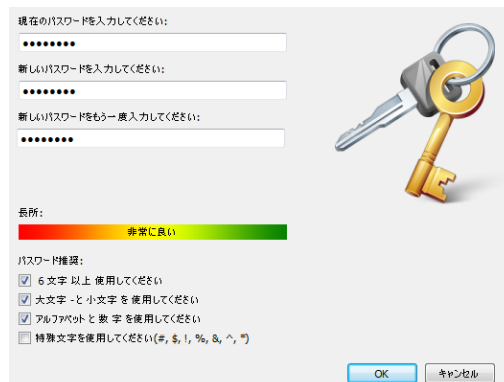 現在のパスワードを入力してください:
●●●●●●●●
新しいパスワードを入力してください:
●●●●●●●●
新しいパスワードをもう一度入力してください:
●●●●●●●●
長所:
非常に良い
パスワード推奨:
6文字 以上 使用してください
大文字 -と 小文字 を 使用してください
アルファベット と 数 字 を使用してください
特殊文字を使用してください(#, $, !, %, &, ^, *)
OK
キャンセル